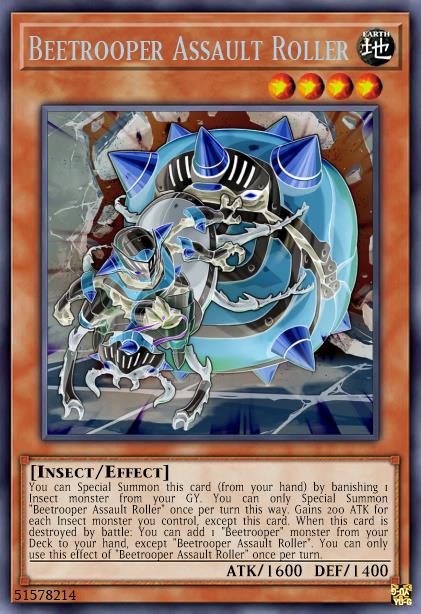 BEETROOPER ASSAULT ROLLER
EARTH
地
[INSECT/EFFECT]
You can Special Summon this card (from your hand) by banishing 1
Insect monster from your GY. You can only Special Summon
"Beetrooper Assault Roller" once per turn this way. Gains 200 ATK for
each Insect monster you control, except this card. When this card is
destroyed by battle: You can add 1 "Beetrooper" monster from your
Deck to your hand, except "Beetrooper Assault Roller". You can only
use this effect of "Beetrooper Assault Roller" once per turn.
ATK/1600 DEF/1400
51578214